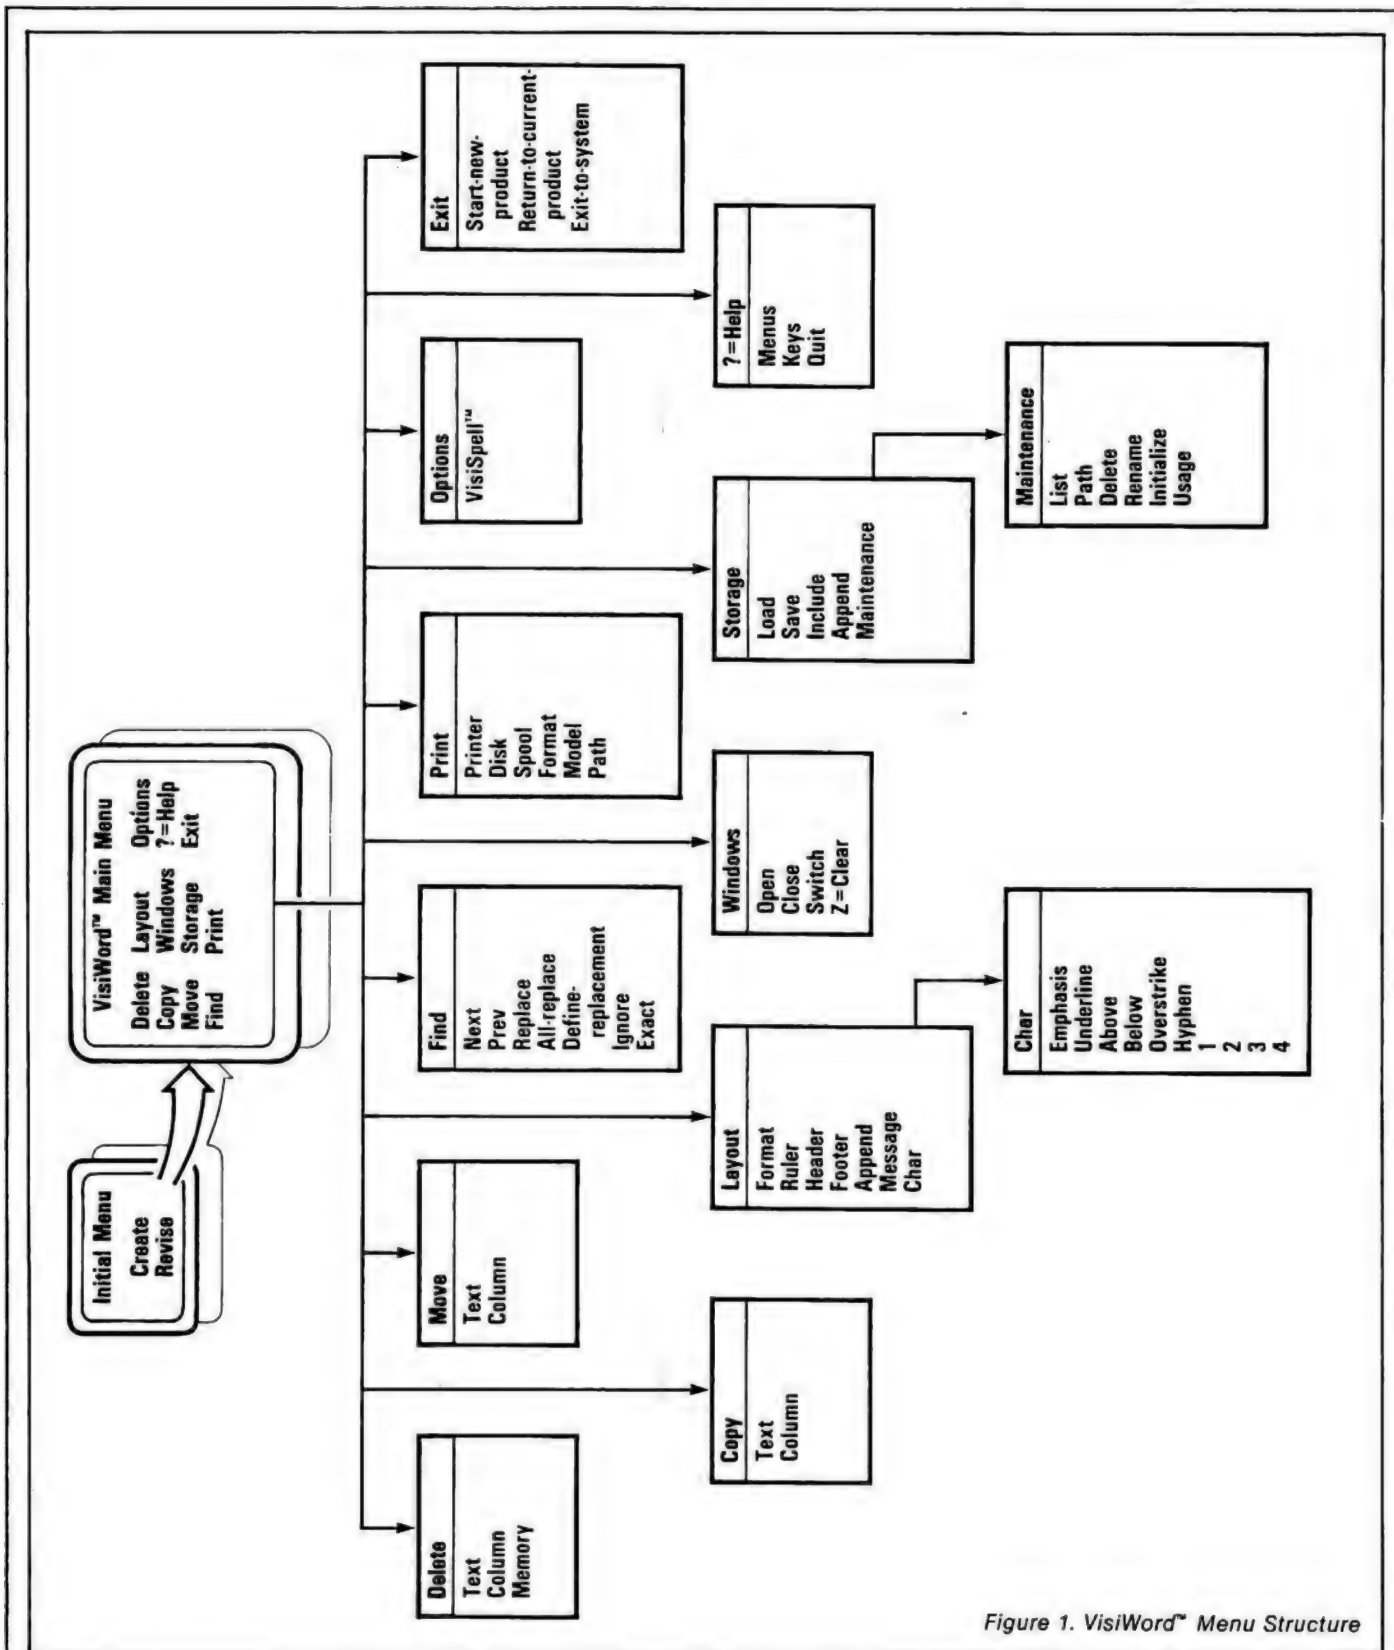 Initial Menu
Create
Revise
VisiWord™ Main Menu
Delete Layout Options
Copy Windows ?=Help
Move Storage Exit
Find Print
Delete
Text
Column
Memory
Move
Text
Column
Find
Next
Prev
Replace
All-replace
Define-
replacement
Ignore
Exact
Print
Printer
Disk
Spool
Format
Model
Path
Options
VisiSpell™
Exit
Start-new-
product
Return-to-current-
product
Exit-to-system
Copy
Text
Column
Layout
Format
Ruler
Header
Footer
Append
Message
Char
Windows
Open
Close
Switch
Z=Clear
Storage
Load
Save
Include
Append
Maintenance
?=Help
Menus
Keys
Quit
Char
Emphasis
Underline
Above
Below
Overstrike
Hyphen
1
2
3
4
Maintenance
List
Path
Delete
Rename
Initialize
Usage
Figure 1. VisiWord™ Menu Structure